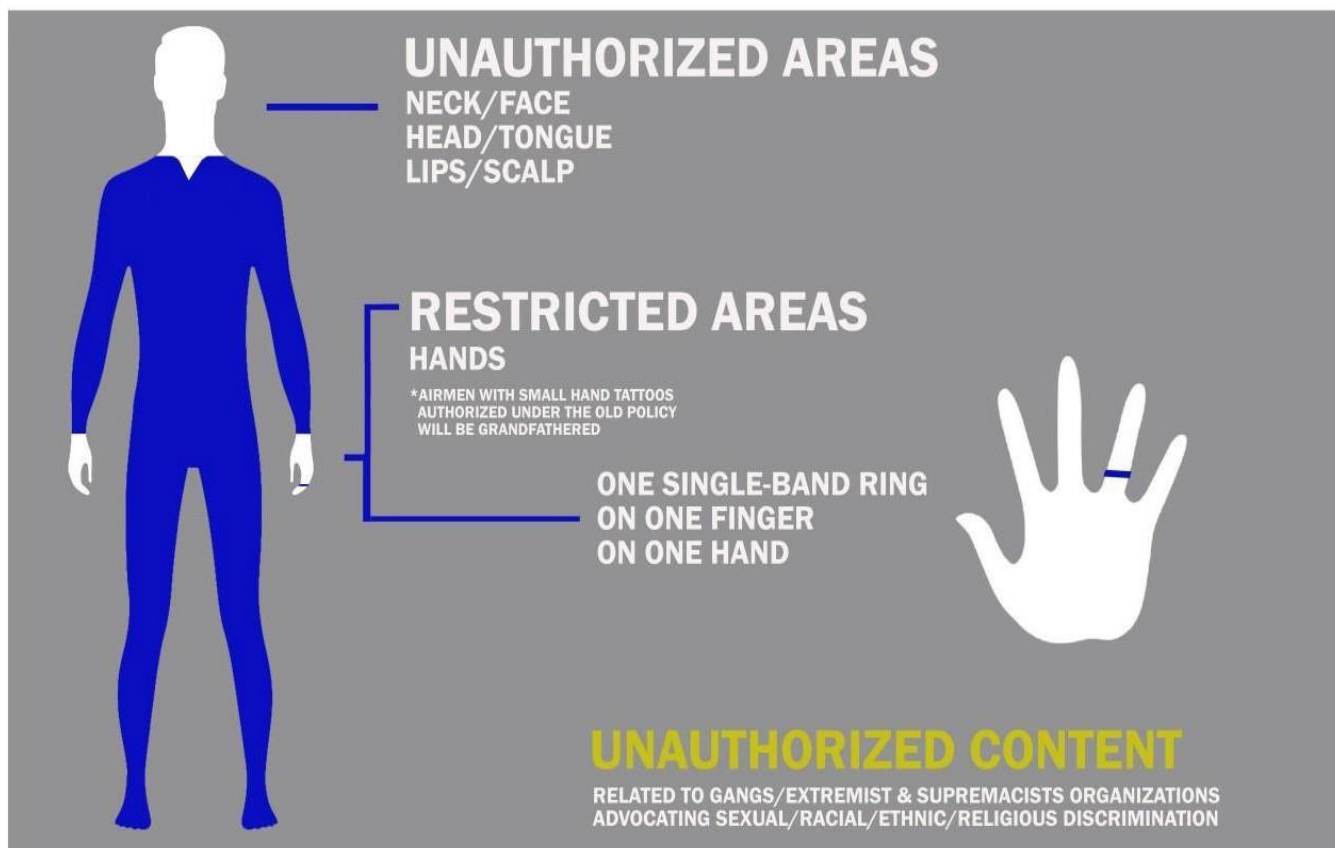 UNAUTHORIZED AREAS
NECK/FACE
HEAD/TONGUE
LIPS/SCALP
RESTRICTED AREAS
HANDS
*AIRMEN WITH SMALL HAND TATTOOS
AUTHORIZED UNDER THE OLD POLICY
WILL BE GRANDFATHERED
ONE SINGLE-BAND RING
ON ONE FINGER
ON ONE HAND
UNAUTHORIZED CONTENT
RELATED TO GANGS/EXTREMIST & SUPREMACISTS ORGANIZATIONS
ADVOCATING SEXUAL/RACIAL/ETHNIC/RELIGIOUS DISCRIMINATION